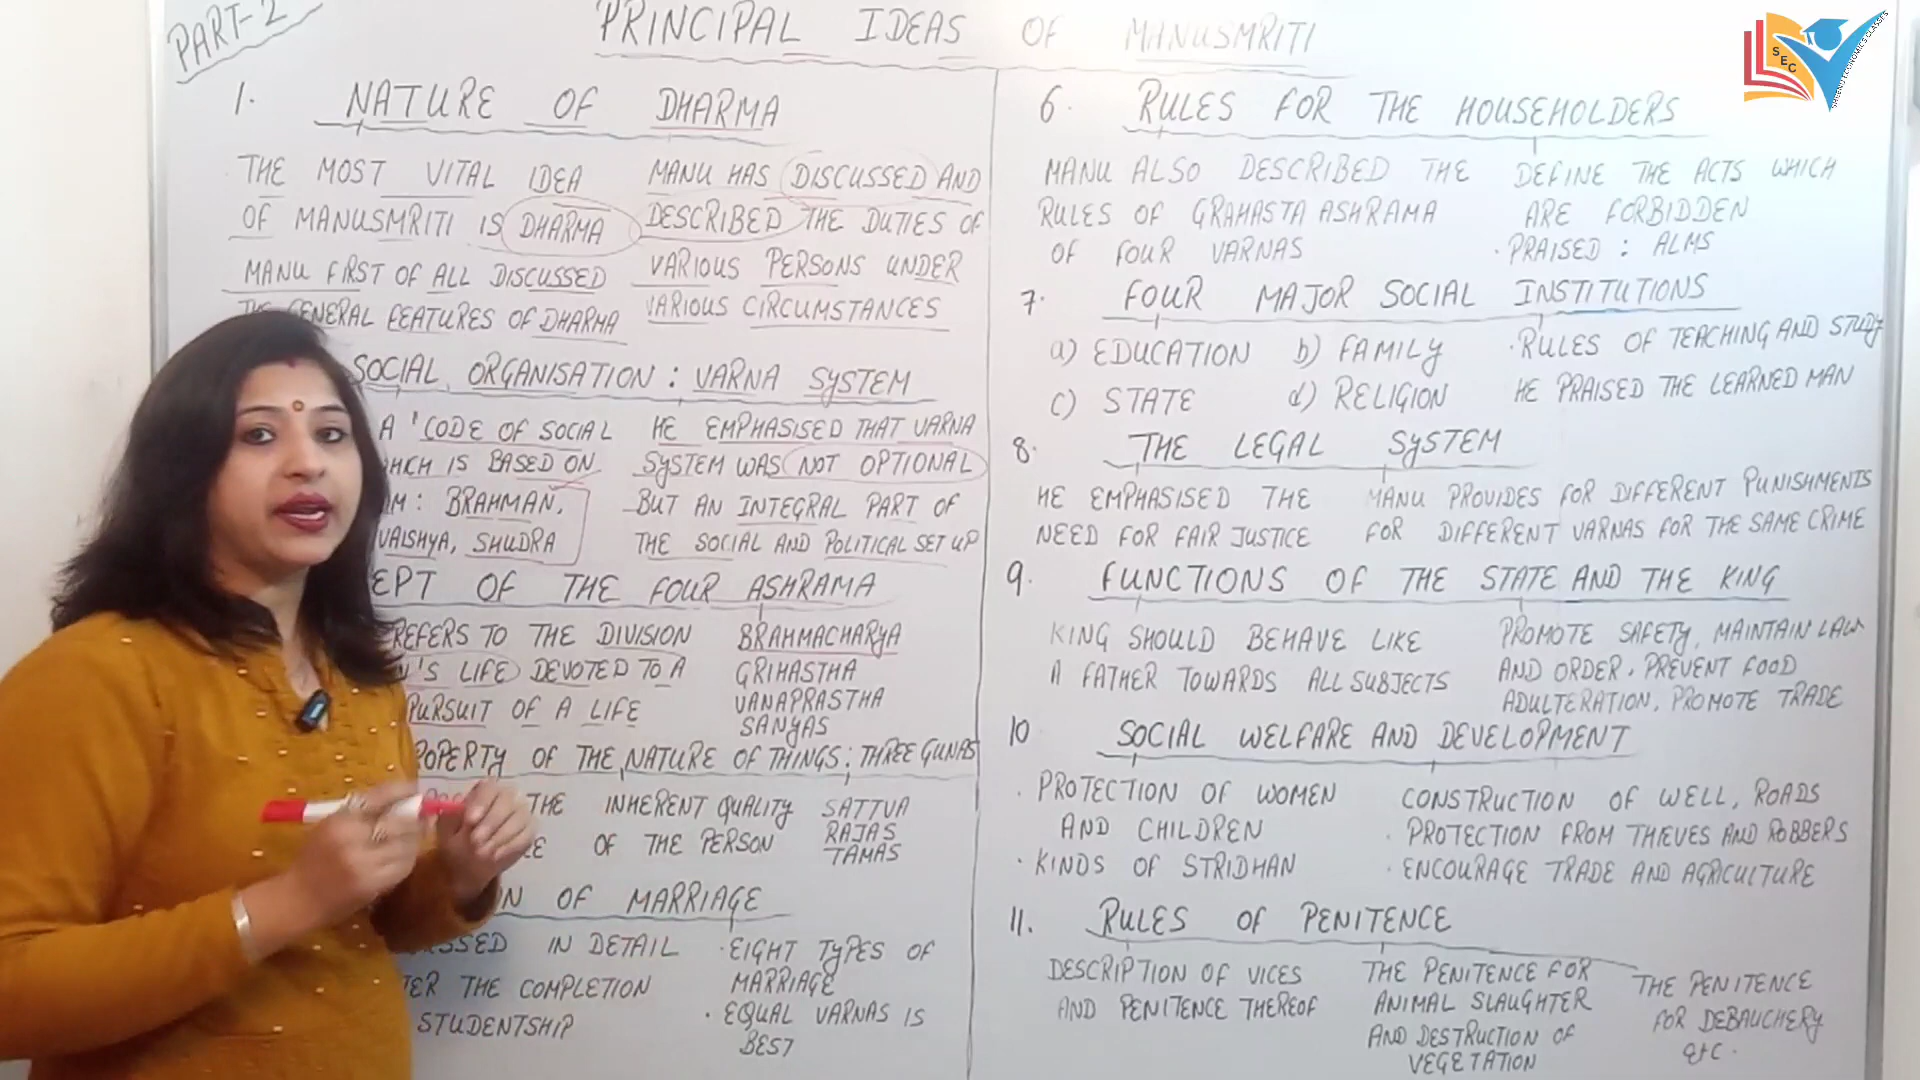 PART-2
PRINCIPAL IDEAS OF MANUSMRITI
1. NATURE OF DHARMA
THE MOST VITAL IDEA
OF MANUSMRITI IS DHARMA
MANU FIRST OF ALL DISCUSSED
THE GENERAL FEATURES OF DHARMA
MANU HAS DISCUSSED AND
DESCRIBED THE DUTIES OF
VARIOUS PERSONS UNDER
VARIOUS CIRCUMSTANCES
SOCIAL ORGANISATION : VARNA SYSTEM
A 'CODE OF SOCIAL
IS BASED ON
: BRAHMAN,
VAISHYA, SHUDRA
HE EMPHASISED THAT VARNA
SYSTEM WAS NOT OPTIONAL
BUT AN INTEGRAL PART OF
THE SOCIAL AND POLITICAL SET UP
OF THE FOUR ASHRAMA
REFERS TO THE DIVISION
LIFE DEVOTED TO A
PURSUIT OF A LIFE
BRAHMACHARYA
GRIHASTHA
VANAPRASTHA
SANYAS
OF THE NATURE OF THINGS : THREE GUNAS
THE INHERENT QUALITY
OF THE PERSON
SATTVA
RAJAS
TAMAS
OF MARRIAGE
IN DETAIL
THE COMPLETION
STUDENTSHIP
· EIGHT TYPES OF
MARRIAGE
· EQUAL VARNAS IS
BEST
6. RULES FOR THE HOUSEHOLDERS
MANU ALSO DESCRIBED THE
RULES OF GRAHASTA ASHRAMA
OF FOUR VARNAS
DEFINE THE ACTS WHICH
ARE FORBIDDEN
· PRAISED : ALMS
7. FOUR MAJOR SOCIAL INSTITUTIONS
a) EDUCATION b) FAMILY
c) STATE d) RELIGION
· RULES OF TEACHING AND STUDY
HE PRAISED THE LEARNED MAN
8. THE LEGAL SYSTEM
HE EMPHASISED THE
NEED FOR FAIR JUSTICE
MANU PROVIDES FOR DIFFERENT PUNISHMENTS
FOR DIFFERENT VARNAS FOR THE SAME CRIME
9. FUNCTIONS OF THE STATE AND THE KING
KING SHOULD BEHAVE LIKE
A FATHER TOWARDS ALL SUBJECTS
PROMOTE SAFETY, MAINTAIN LAW
AND ORDER, PREVENT FOOD
ADULTERATION, PROMOTE TRADE
10 SOCIAL WELFARE AND DEVELOPMENT
· PROTECTION OF WOMEN
AND CHILDREN
· KINDS OF STRIDHAN
CONSTRUCTION OF WELL, ROADS
· PROTECTION FROM THIEVES AND ROBBERS
· ENCOURAGE TRADE AND AGRICULTURE
11. RULES OF PENITENCE
DESCRIPTION OF VICES
AND PENITENCE THEREOF
THE PENITENCE FOR
ANIMAL SLAUGHTER
AND DESTRUCTION OF
VEGETATION
THE PENITENCE
FOR DEBAUCHERY
etc.
SEC